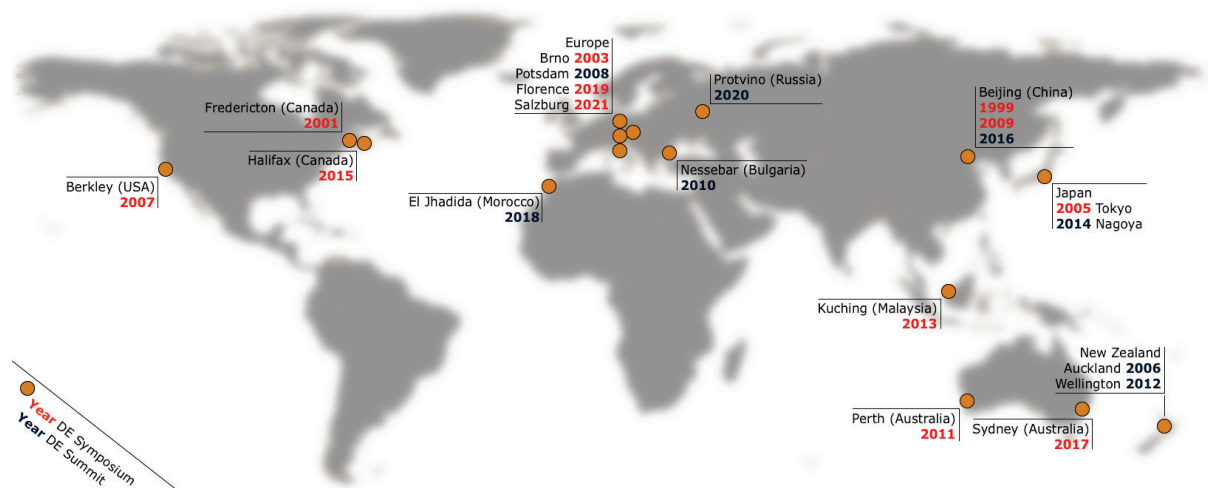 Europe
Brno 2003
Potsdam 2008
Florence 2019
Salzburg 2021
Protvino (Russia)
2020
Beijing (China)
1999
2009
2016
Fredericton (Canada)
2001
Halifax (Canada)
2015
Berkley (USA)
2007
El Jhadida (Morocco)
2018
Nessebar (Bulgaria)
2010
Japan
2005 Tokyo
2014 Nagoya
Kuching (Malaysia)
2013
New Zealand
Auckland 2006
Wellington 2012
Perth (Australia)
2011
Sydney (Australia)
2017
Year DE Symposium
Year DE Summit